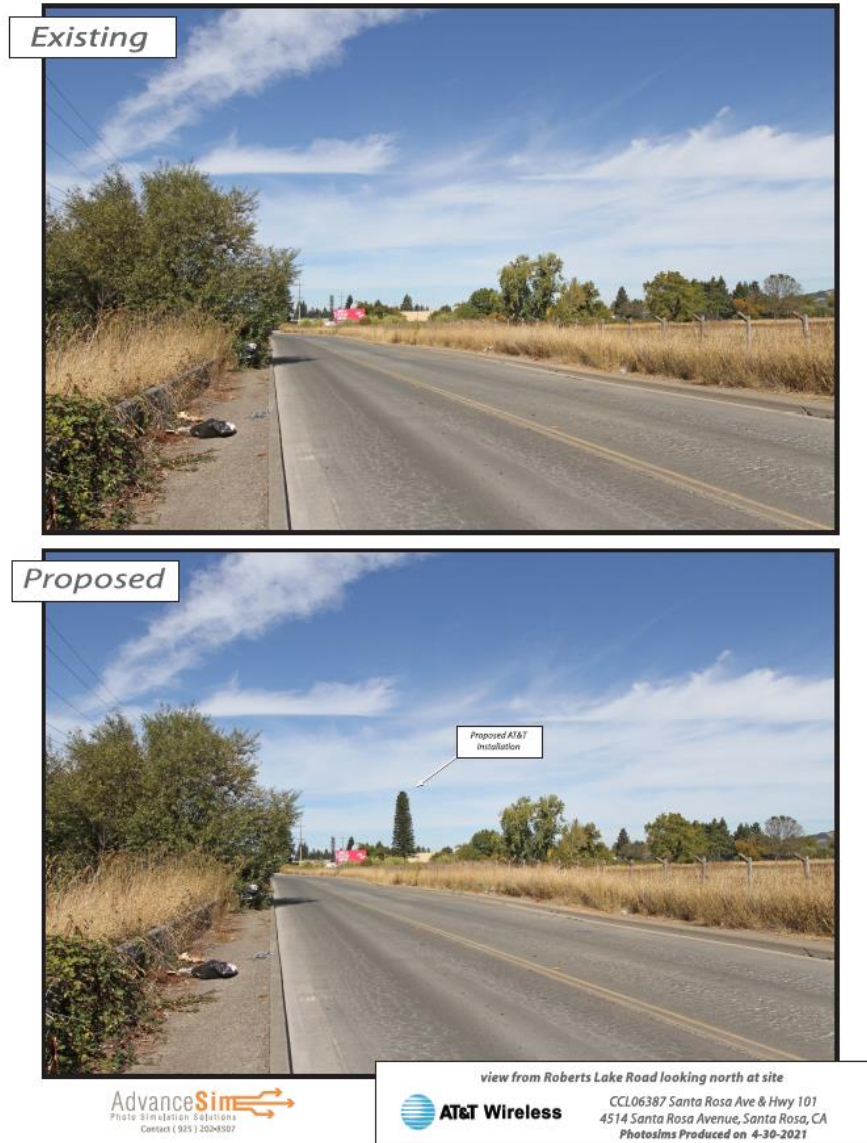 Existing
Proposed
Proposed AT&T
Installation
view from Roberts Lake Road looking north at site
AdvanceSim
Photo Simulation Solutions
Contact ( 925 ) 202-8507
AT&T Wireless
CCL06387 Santa Rosa Ave & Hwy 101
4514 Santa Rosa Avenue, Santa Rosa, CA
Photosims Produced on 4-30-2021